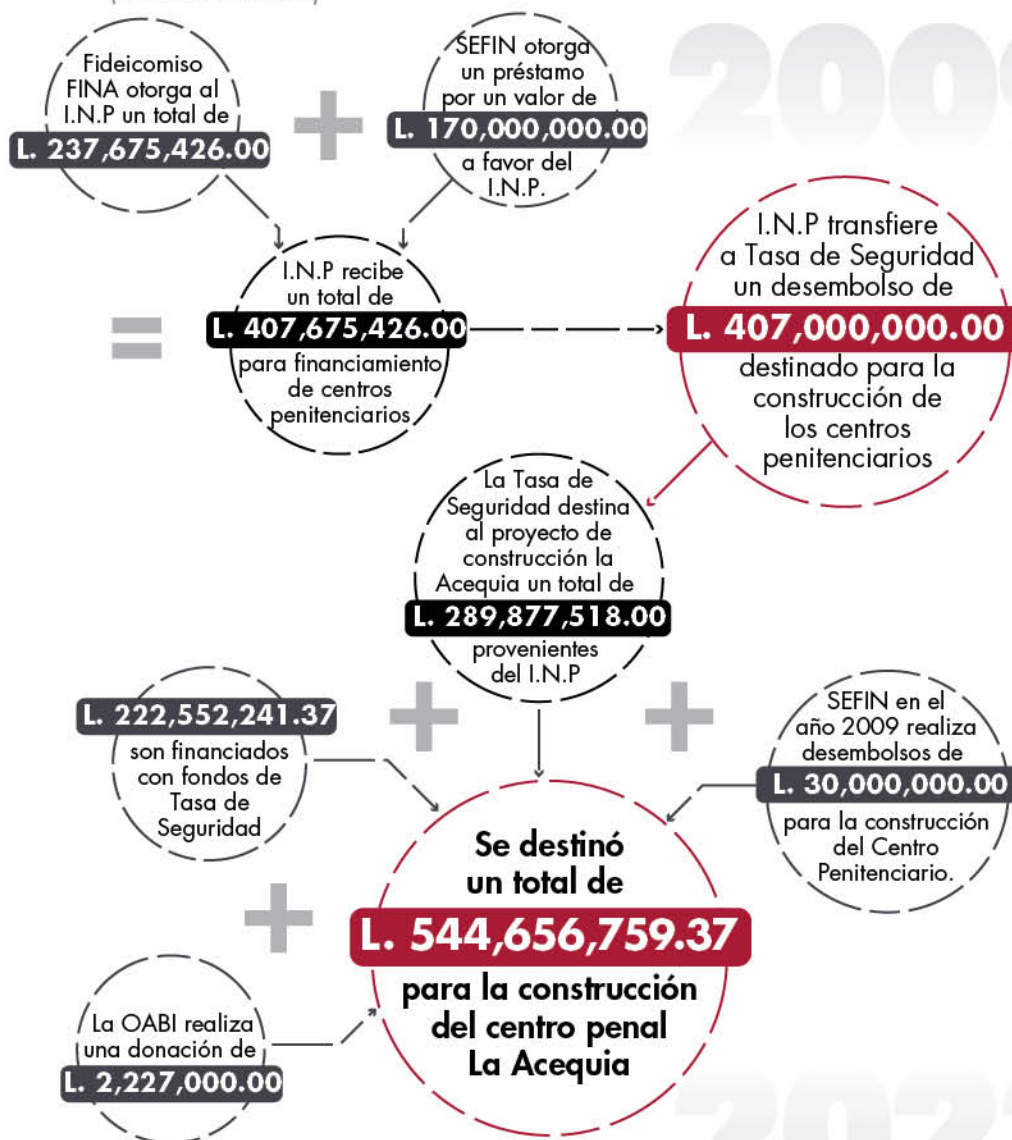 Fideicomiso
FINA otorga al
I.N.P un total de
L. 237,675,426.00
+
SEFIN otorga
un préstamo
por un valor de
L. 170,000,000.00
a favor del
I.N.P.
=
I.N.P recibe
un total de
L. 407,675,426.00
para financiamiento
de centros
penitenciarios
I.N.P transfiere
a Tasa de Seguridad
un desembolso de
L. 407,000,000.00
destinado para la
construcción de
los centros
penitenciarios
La Tasa de
Seguridad destina
al proyecto de
construcción la
Acequia un total de
L. 289,877,518.00
provenientes
del I.N.P
+
+
L. 222,552,241.37
son financiados
con fondos de
Tasa de
Seguridad
SEFIN en el
año 2009 realiza
desembolsos de
L. 30,000,000.00
para la construcción
del Centro
Penitenciario.
+
La OABI realiza
una donación de
L. 2,227,000.00
Se destinó
un total de
L. 544,656,759.37
para la construcción
del centro penal
La Acequia
2009